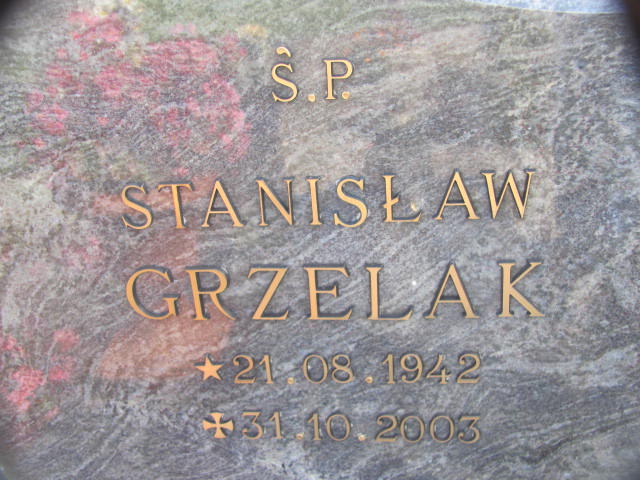 Ś.P.
STANISŁAW
GRZELAK
★ 21.08.1942
✠ 31.10.2003